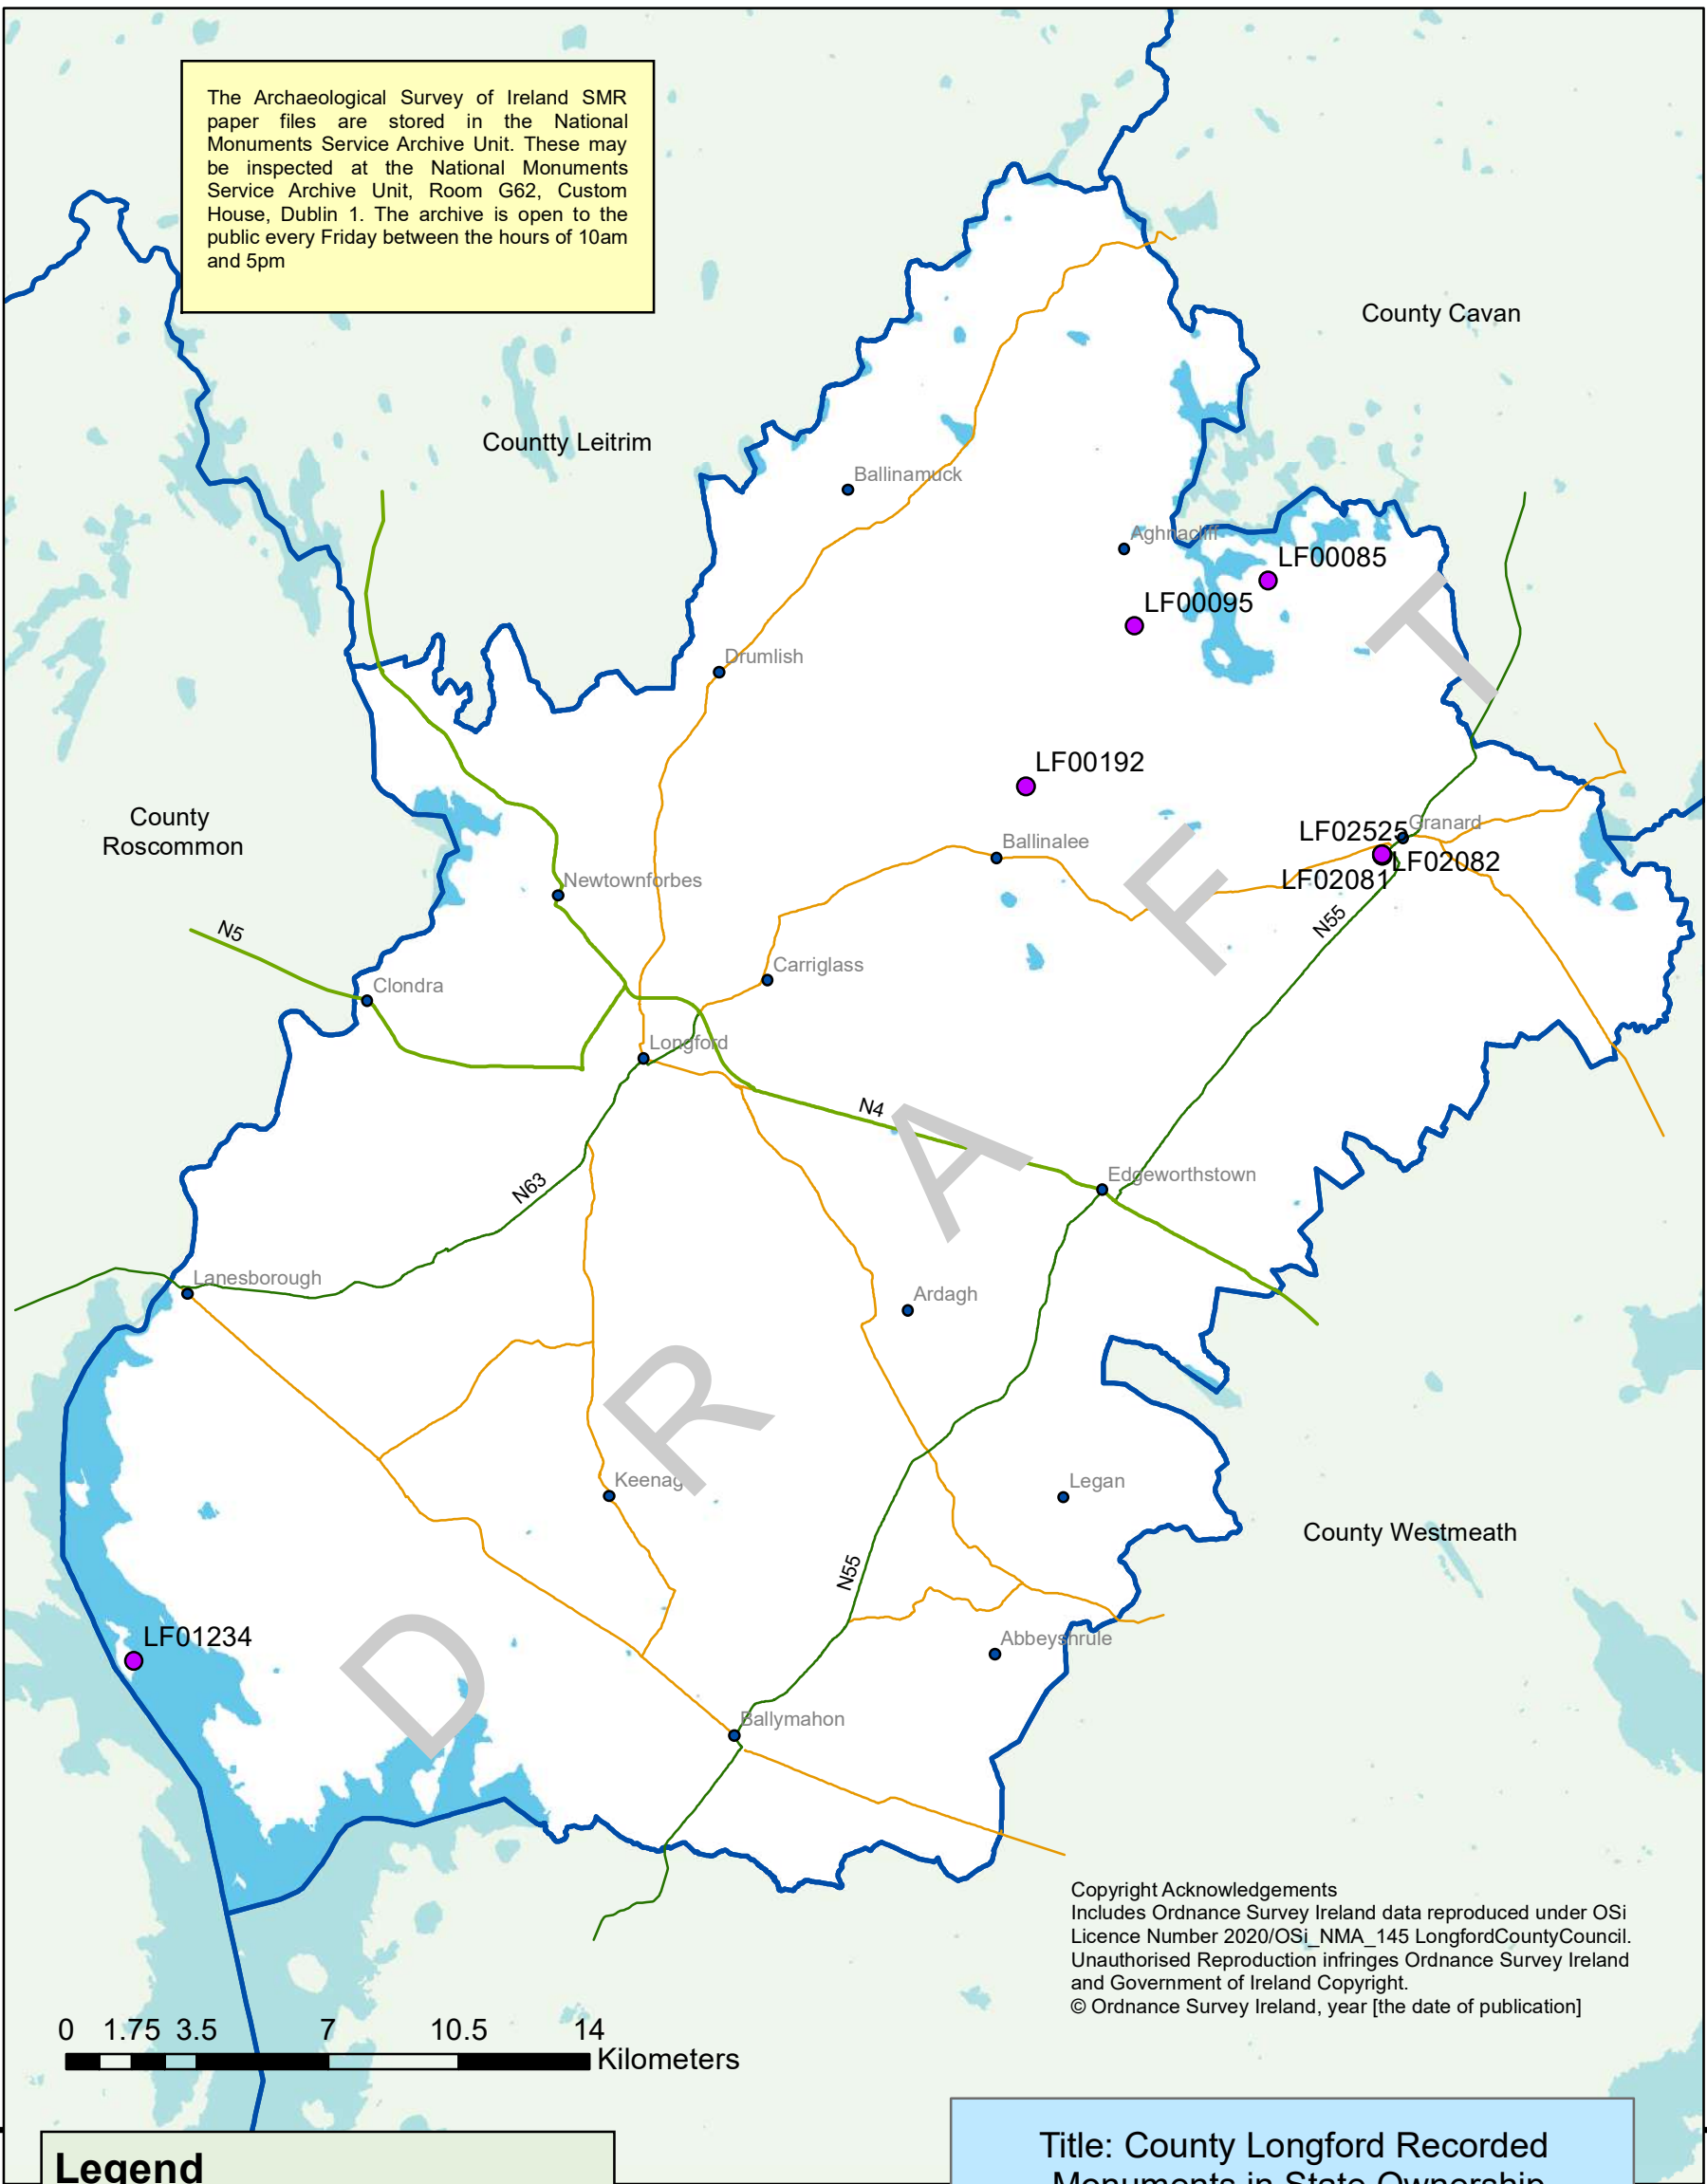 The Archaeological Survey of Ireland SMR
paper files are stored in the National
Monuments Service Archive Unit. These may
be inspected at the National Monuments
Service Archive Unit, Room G62, Custom
House, Dublin 1. The archive is open to the
public every Friday between the hours of 10am
and 5pm
County Cavan
Countty Leitrim
Ballinamuck
Aghnacliff
LF00085
LF00095
T
Drumlish
LF00192
County
Roscommon
LF02525
Granard
Ballinalee
LF02082
LF02081
F
Newtownforbes
N5
N55
Carriglass
Clondra
Longford
N4
A
Edgeworthstown
N63
Lanesborough
Ardagh
R
Keenag
Legan
County Westmeath
N55
LF01234
D
Abbeyshrule
Ballymahon
Copyright Acknowledgements
Includes Ordnance Survey Ireland data reproduced under OSi
Licence Number 2020/OSi_NMA_145 LongfordCountyCouncil.
Unauthorised Reproduction infringes Ordnance Survey Ireland
and Government of Ireland Copyright.
© Ordnance Survey Ireland, year [the date of publication]
0 1.75 3.5 7 10.5 14
Kilometers
Legend
Title: County Longford Recorded
Monuments in State Ownership